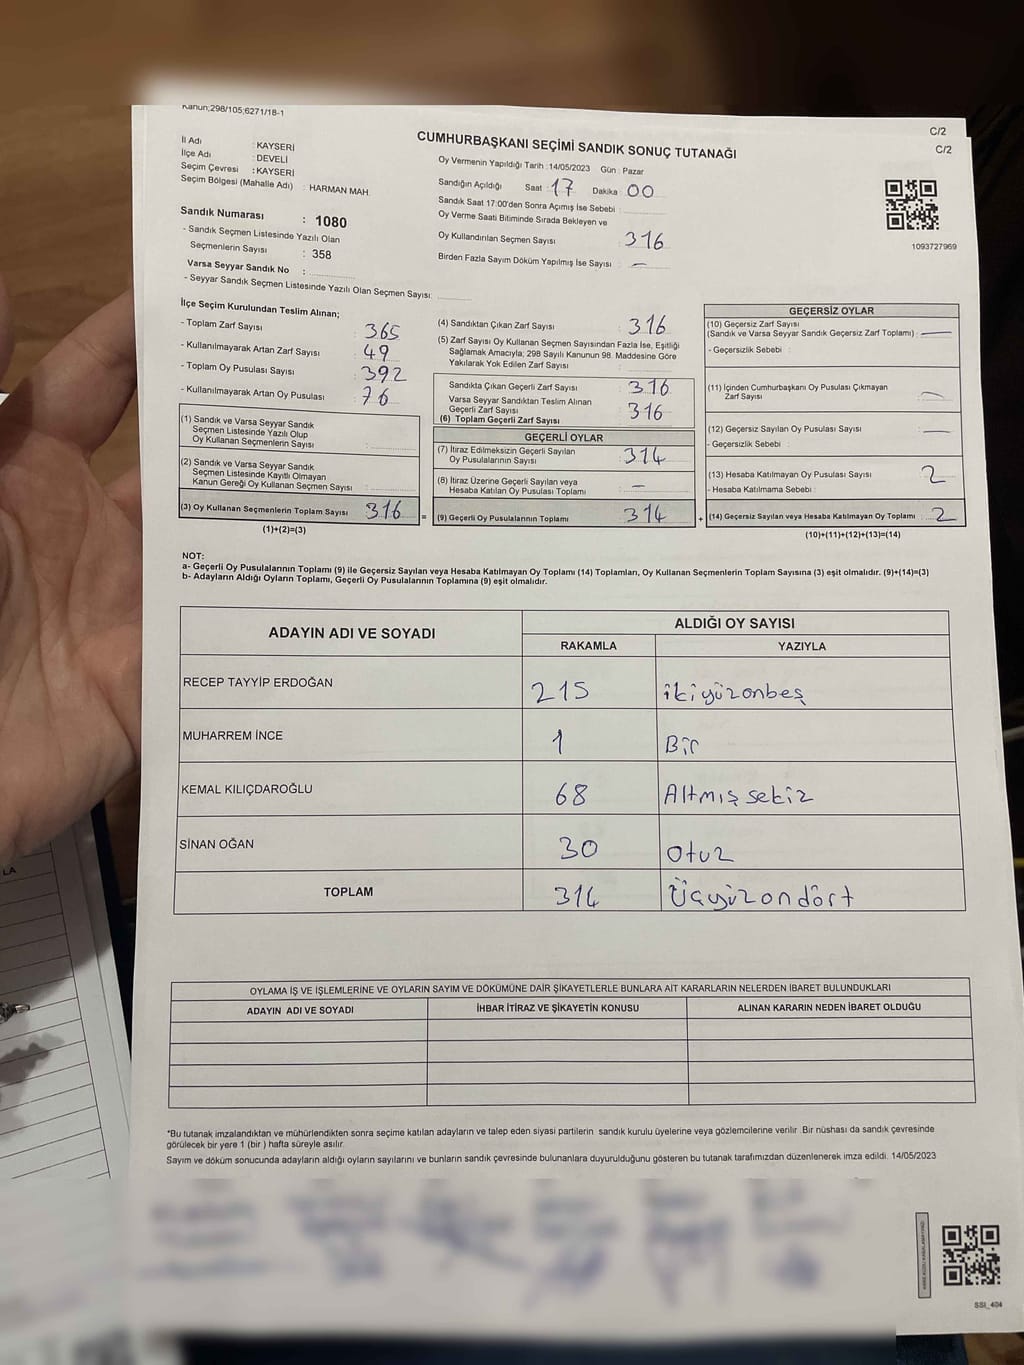 Kanun;298/105;6271/18-1
C/2
C/2
CUMHURBAŞKANI SEÇİMİ SANDIK SONUÇ TUTANAĞI
İl Adı : KAYSERİ
İlçe Adı : DEVELİ
Seçim Çevresi : KAYSERİ
Seçim Bölgesi (Mahalle Adı) : HARMAN MAH.
Sandık Numarası : 1080
- Sandık Seçmen Listesinde Yazılı Olan
Seçmenlerin Sayısı : 358
Varsa Seyyar Sandık No :
- Seyyar Sandık Seçmen Listesinde Yazılı Olan Seçmen Sayısı:
Oy Vermenin Yapıldığı Tarih :14/05/2023 Gün : Pazar
Sandığın Açıldığı Saat 17 Dakika 00
Sandık Saat 17:00'den Sonra Açımış İse Sebebi :
Oy Verme Saati Bitiminde Sırada Bekleyen ve
Oy Kullandırılan Seçmen Sayısı 316
Birden Fazla Sayım Döküm Yapılmış İse Sayısı : —
1093727969
İlçe Seçim Kurulundan Teslim Alınan;
- Toplam Zarf Sayısı : 365
- Kullanılmayarak Artan Zarf Sayısı : 49
- Toplam Oy Pusulası Sayısı : 392
- Kullanılmayarak Artan Oy Pusulası : 76
(1) Sandık ve Varsa Seyyar Sandık
Seçmen Listesinde Yazılı Olup
Oy Kullanan Seçmenlerin Sayısı :
(2) Sandık ve Varsa Seyyar Sandık
Seçmen Listesinde Kayıtlı Olmayan
Kanun Gereği Oy Kullanan Seçmen Sayısı :
(3) Oy Kullanan Seçmenlerin Toplam Sayısı 316
(1)+(2)=(3)
=
(4) Sandıktan Çıkan Zarf Sayısı : 316
(5) Zarf Sayısı Oy Kullanan Seçmen Sayısından Fazla İse, Eşitliği
Sağlamak Amacıyla; 298 Sayılı Kanunun 98. Maddesine Göre
Yakılarak Yok Edilen Zarf Sayısı :
Sandıkta Çıkan Geçerli Zarf Sayısı : 316
Varsa Seyyar Sandıktan Teslim Alınan
Geçerli Zarf Sayısı : 316
(6) Toplam Geçerli Zarf Sayısı
GEÇERLİ OYLAR
(7) İtiraz Edilmeksizin Geçerli Sayılan
Oy Pusulalarının Sayısı : 314
(8) İtiraz Üzerine Geçerli Sayılan veya
Hesaba Katılan Oy Pusulası Toplamı : —
(9) Geçerli Oy Pusulalarının Toplamı 314
+
GEÇERSİZ OYLAR
(10) Geçersiz Zarf Sayısı
(Sandık ve Varsa Seyyar Sandık Geçersiz Zarf Toplamı) : —
- Geçersizlik Sebebi :
(11) İçinden Cumhurbaşkanı Oy Pusulası Çıkmayan
Zarf Sayısı : —
(12) Geçersiz Sayılan Oy Pusulası Sayısı : —
- Geçersizlik Sebebi :
(13) Hesaba Katılmayan Oy Pusulası Sayısı : 2
- Hesaba Katılmama Sebebi :
(14) Geçersiz Sayılan veya Hesaba Katılmayan Oy Toplamı : 2
(10)+(11)+(12)+(13)=(14)
NOT:
a- Geçerli Oy Pusulalarının Toplamı (9) ile Geçersiz Sayılan veya Hesaba Katılmayan Oy Toplamı (14) Toplamları, Oy Kullanan Seçmenlerin Toplam Sayısına (3) eşit olmalıdır. (9)+(14)=(3)
b- Adayların Aldığı Oyların Toplamı, Geçerli Oy Pusulalarının Toplamına (9) eşit olmalıdır.
ADAYIN ADI VE SOYADI
ALDIĞI OY SAYISI
RAKAMLA YAZIYLA
RECEP TAYYİP ERDOĞAN 215 ikiyüzonbeş
MUHARREM İNCE 1 Bir
KEMAL KILIÇDAROĞLU 68 Altmış sekiz
SİNAN OĞAN 30 Otuz
TOPLAM 314 Üçyüzondört
OYLAMA İŞ VE İŞLEMLERİNE VE OYLARIN SAYIM VE DÖKÜMÜNE DAİR ŞİKAYETLERLE BUNLARA AİT KARARLARIN NELERDEN İBARET BULUNDUKLARI
ADAYIN ADI VE SOYADI İHBAR İTİRAZ VE ŞİKAYETİN KONUSU ALINAN KARARIN NEDEN İBARET OLDUĞU
*Bu tutanak imzalandıktan ve mühürlendikten sonra seçime katılan adayların ve talep eden siyasi partilerin sandık kurulu üyelerine veya gözlemcilerine verilir. Bir nüshası da sandık çevresinde
görülecek bir yere 1 (bir ) hafta süreyle asılır.
Sayım ve döküm sonucunda adayların aldığı oyların sayılarını ve bunların sandık çevresinde bulunanlara duyurulduğunu gösteren bu tutanak tarafımızdan düzenlenerek imza edildi. 14/05/2023
SSI_404
LA